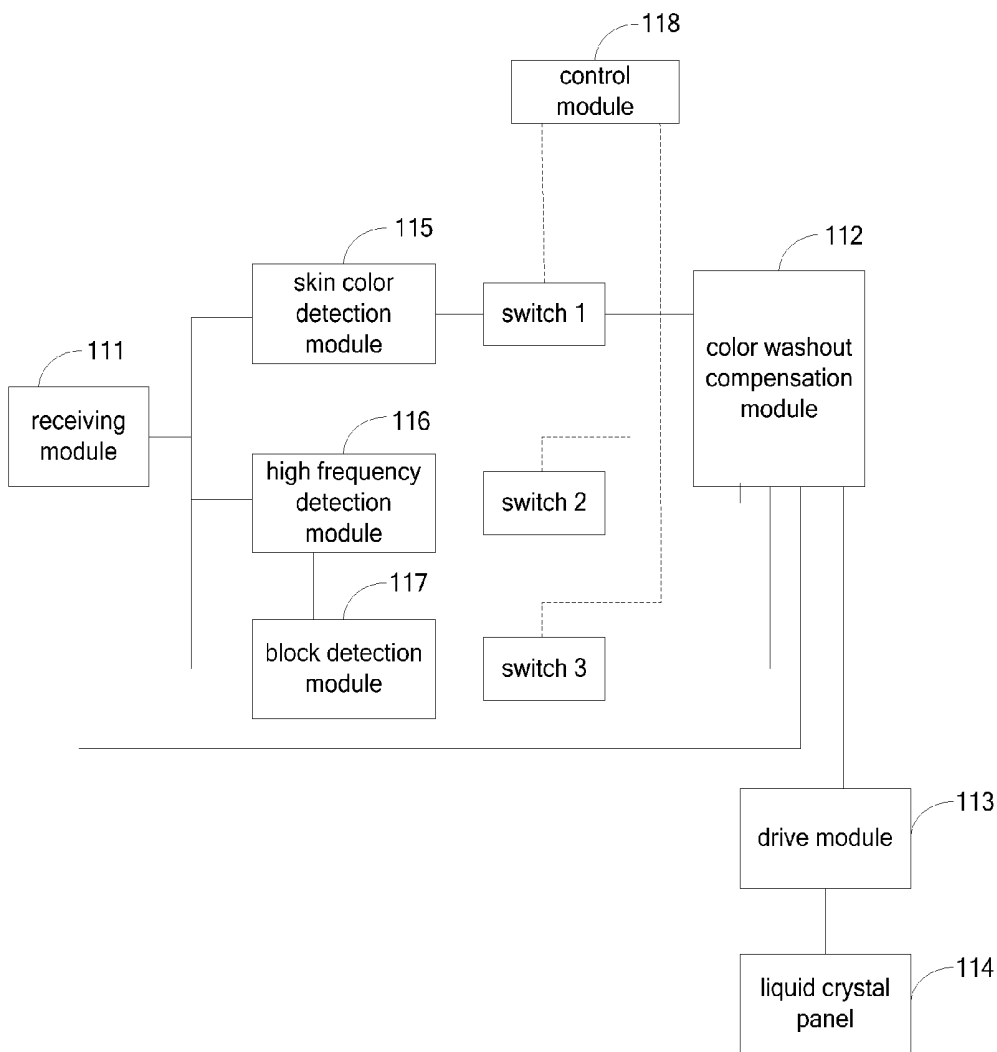 118
control
module
115
112
skin color
detection
module
switch 1
color washout
compensation
module
111
receiving
module
116
high frequency
detection
module
switch 2
117
block detection
module
switch 3
113
drive module
114
liquid crystal
panel